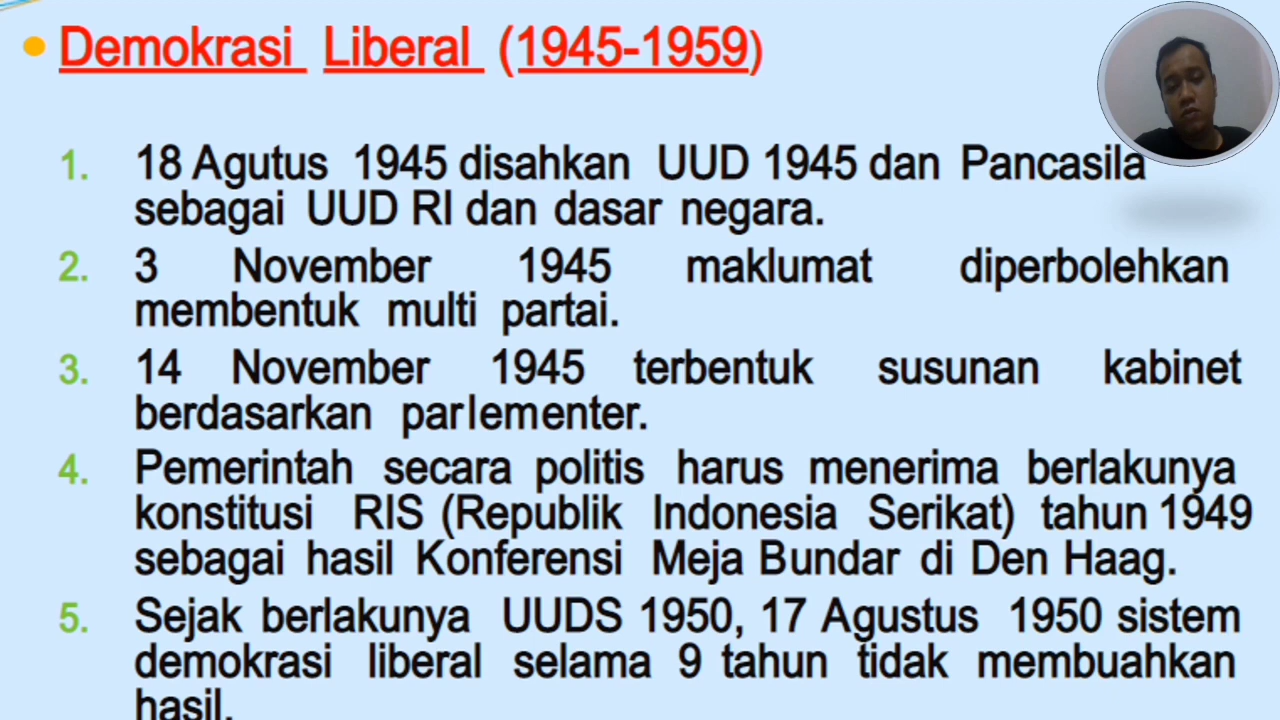 Demokrasi Liberal (1945-1959)
1. 18 Agutus 1945 disahkan UUD 1945 dan Pancasila
sebagai UUD RI dan dasar negara.
2. 3 November 1945 maklumat diperbolehkan
membentuk multi partai.
3. 14 November 1945 terbentuk susunan kabinet
berdasarkan parlementer.
4. Pemerintah secara politis harus menerima berlakunya
konstitusi RIS (Republik Indonesia Serikat) tahun 1949
sebagai hasil Konferensi Meja Bundar di Den Haag.
5. Sejak berlakunya UUDS 1950, 17 Agustus 1950 sistem
demokrasi liberal selama 9 tahun tidak membuahkan
hasil.